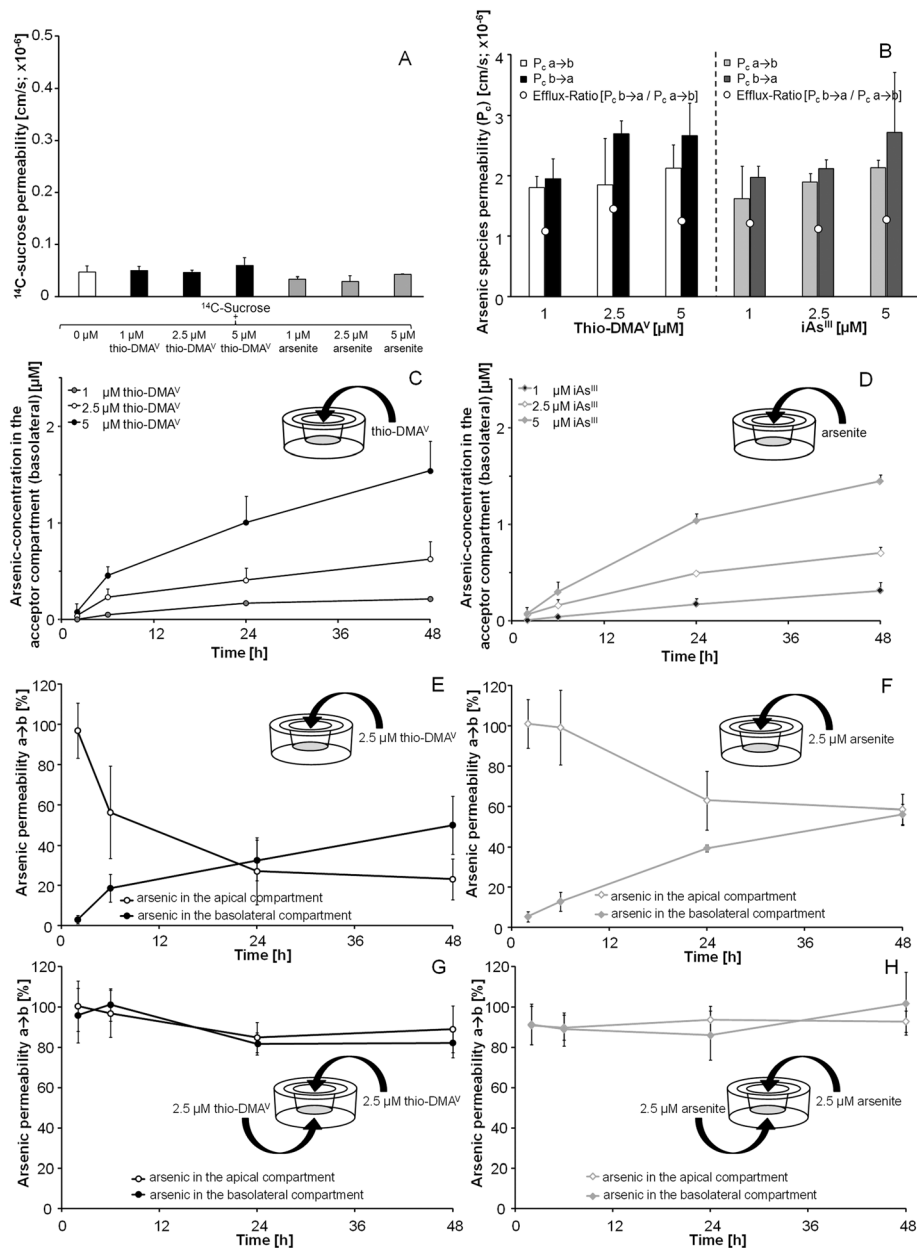 A
¹⁴C-sucrose permeability [cm/s; x10⁻⁶]
0.5
0.4
0.3
0.2
0.1
0
¹⁴C-Sucrose
+
0 µM
1 µM thio-DMAⱽ
2.5 µM thio-DMAⱽ
5 µM thio-DMAⱽ
1 µM arsenite
2.5 µM arsenite
5 µM arsenite
B
Arsenic species permeability (Pc) [cm/s; x10⁻⁶]
4
3
2
1
0
Pc a→b
Pc b→a
Efflux-Ratio [Pc b→a / Pc a→b]
Pc a→b
Pc b→a
Efflux-Ratio [Pc b→a / Pc a→b]
1 2.5 5
Thio-DMAⱽ [µM]
1 2.5 5
iAsᴵᴵᴵ [µM]
C
Arsenic-concentration in the
acceptor compartment (basolateral) [µM]
2
1
0
1 µM thio-DMAⱽ
2.5 µM thio-DMAⱽ
5 µM thio-DMAⱽ
thio-DMAⱽ
0 12 24 36 48
Time [h]
D
Arsenic-concentration in the
acceptor compartment (basolateral) [µM]
2
1
0
1 µM iAsᴵᴵᴵ
2.5 µM iAsᴵᴵᴵ
5 µM iAsᴵᴵᴵ
arsenite
0 12 24 36 48
Time [h]
E
Arsenic permeability a→b [%]
120
100
80
60
40
20
0
2.5 µM thio-DMAⱽ
arsenic in the apical compartment
arsenic in the basolateral compartment
0 12 24 36 48
Time [h]
F
Arsenic permeability a→b [%]
120
100
80
60
40
20
0
2.5 µM arsenite
arsenic in the apical compartment
arsenic in the basolateral compartment
0 12 24 36 48
Time [h]
G
Arsenic permeability a→b [%]
120
100
80
60
40
20
0
2.5 µM thio-DMAⱽ
2.5 µM thio-DMAⱽ
arsenic in the apical compartment
arsenic in the basolateral compartment
0 12 24 36 48
Time [h]
H
Arsenic permeability a→b [%]
120
100
80
60
40
20
0
2.5 µM arsenite
2.5 µM arsenite
arsenic in the apical compartment
arsenic in the basolateral compartment
0 12 24 36 48
Time [h]